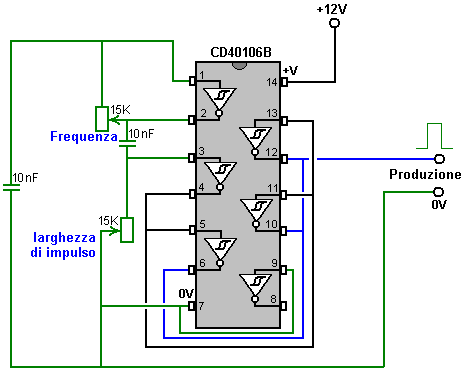 +12V
CD40106B
+V
1
14
15K
2
13
Frequenza
10nF
3
12
10nF
Produzione
4
11
0V
15K
5
10
larghezza
di impulso
6
9
0V
7
8